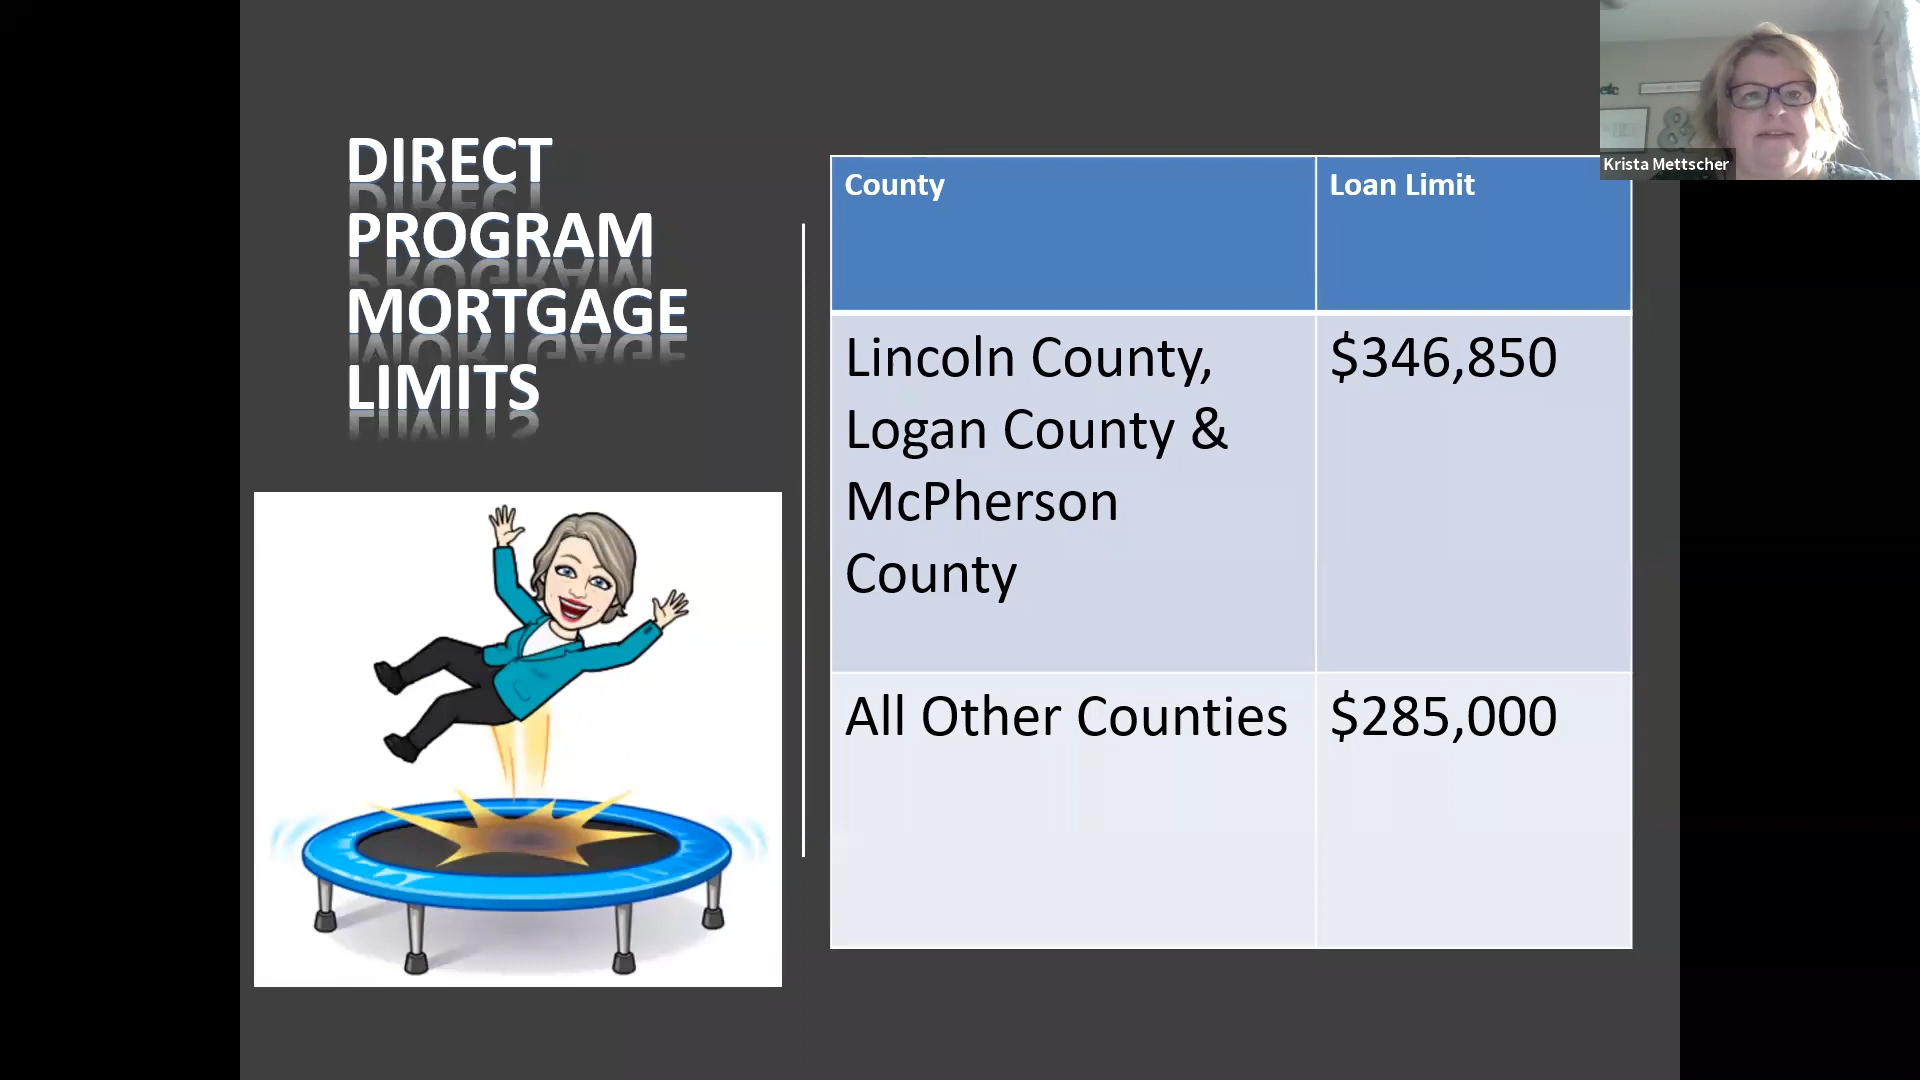 DIRECT
PROGRAM
MORTGAGE
LIMITS
County
Loan Limit
Lincoln County,
Logan County &
McPherson
County
$346,850
All Other Counties
$285,000
etc
&
Krista Mettscher